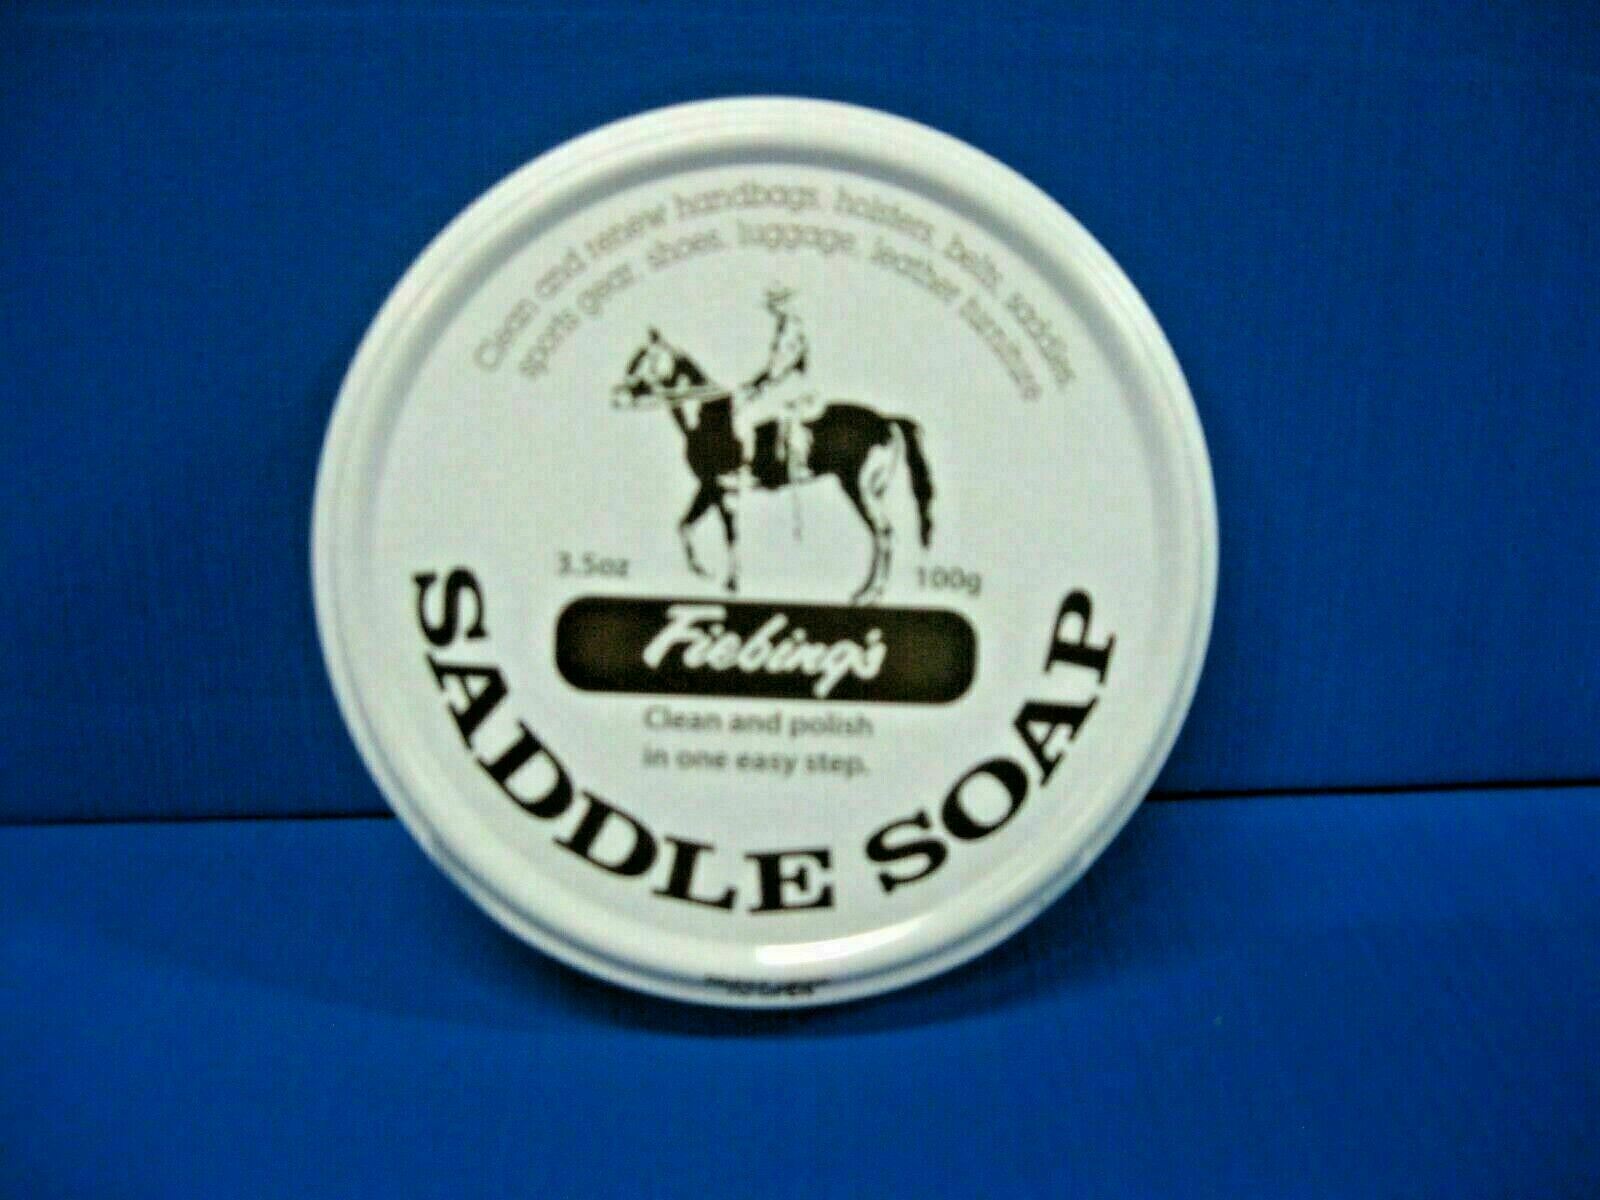 Clean and renew handbags, holsters, belts, saddles,
sports gear, shoes, luggage, leather furniture
3.5oz 100g
Fiebing's
Clean and polish
in one easy step.
SADDLE SOAP